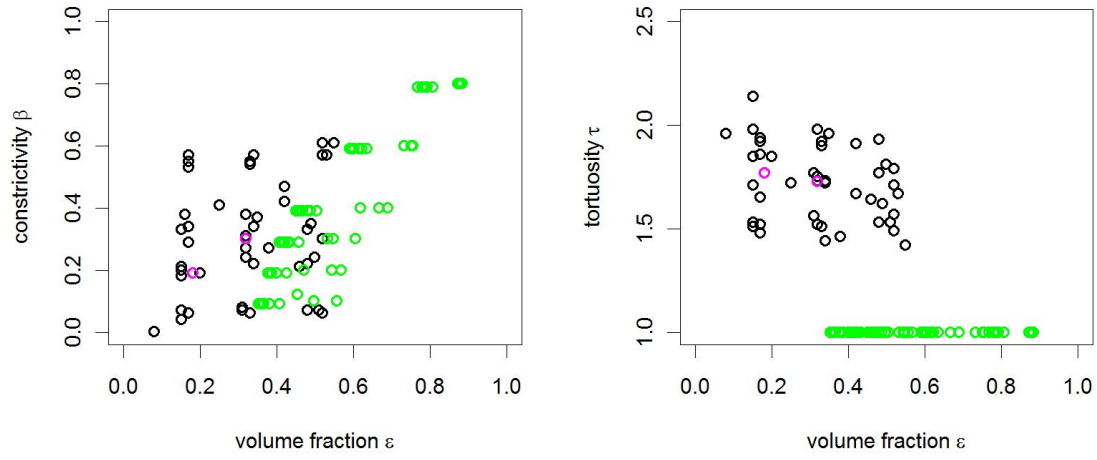 constrictivity β
1.0
0.8
0.6
0.4
0.2
0.0
0.0 0.2 0.4 0.6 0.8 1.0
volume fraction ε
tortuosity τ
2.5
2.0
1.5
1.0
0.0 0.2 0.4 0.6 0.8 1.0
volume fraction ε